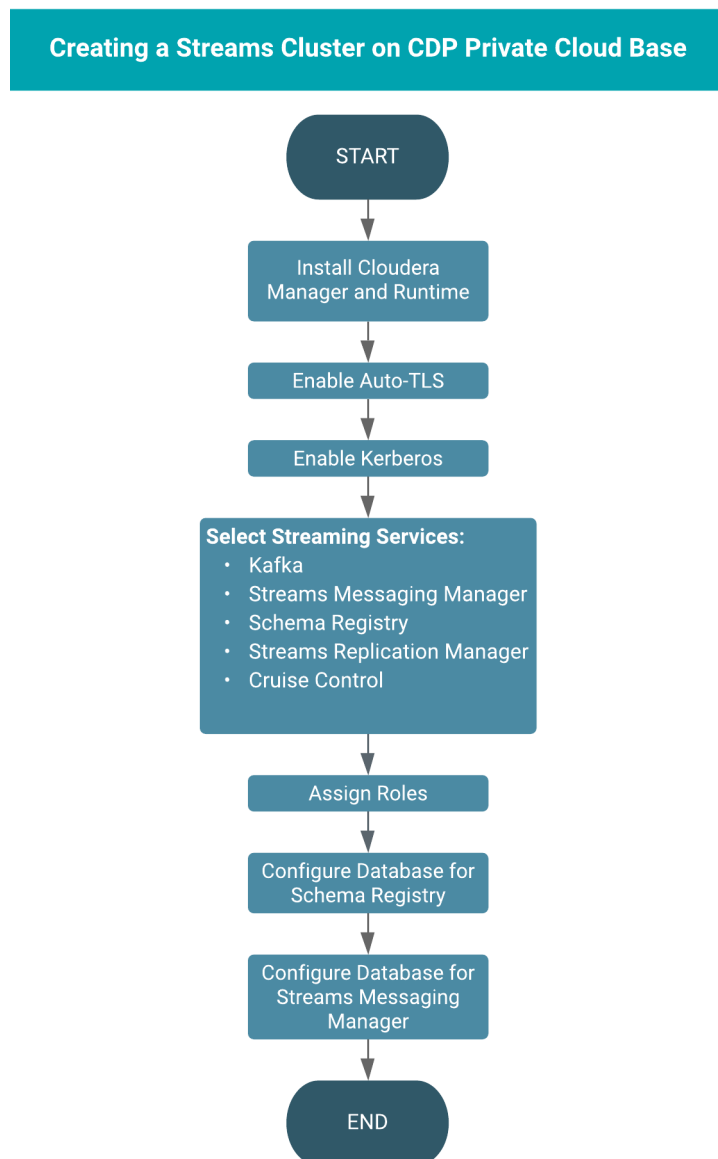 Creating a Streams Cluster on CDP Private Cloud Base
START
Install Cloudera
Manager and Runtime
Enable Auto-TLS
Enable Kerberos
Select Streaming Services:
• Kafka
• Streams Messaging Manager
• Schema Registry
• Streams Replication Manager
• Cruise Control
Assign Roles
Configure Database for
Schema Registry
Configure Database for
Streams Messaging
Manager
END